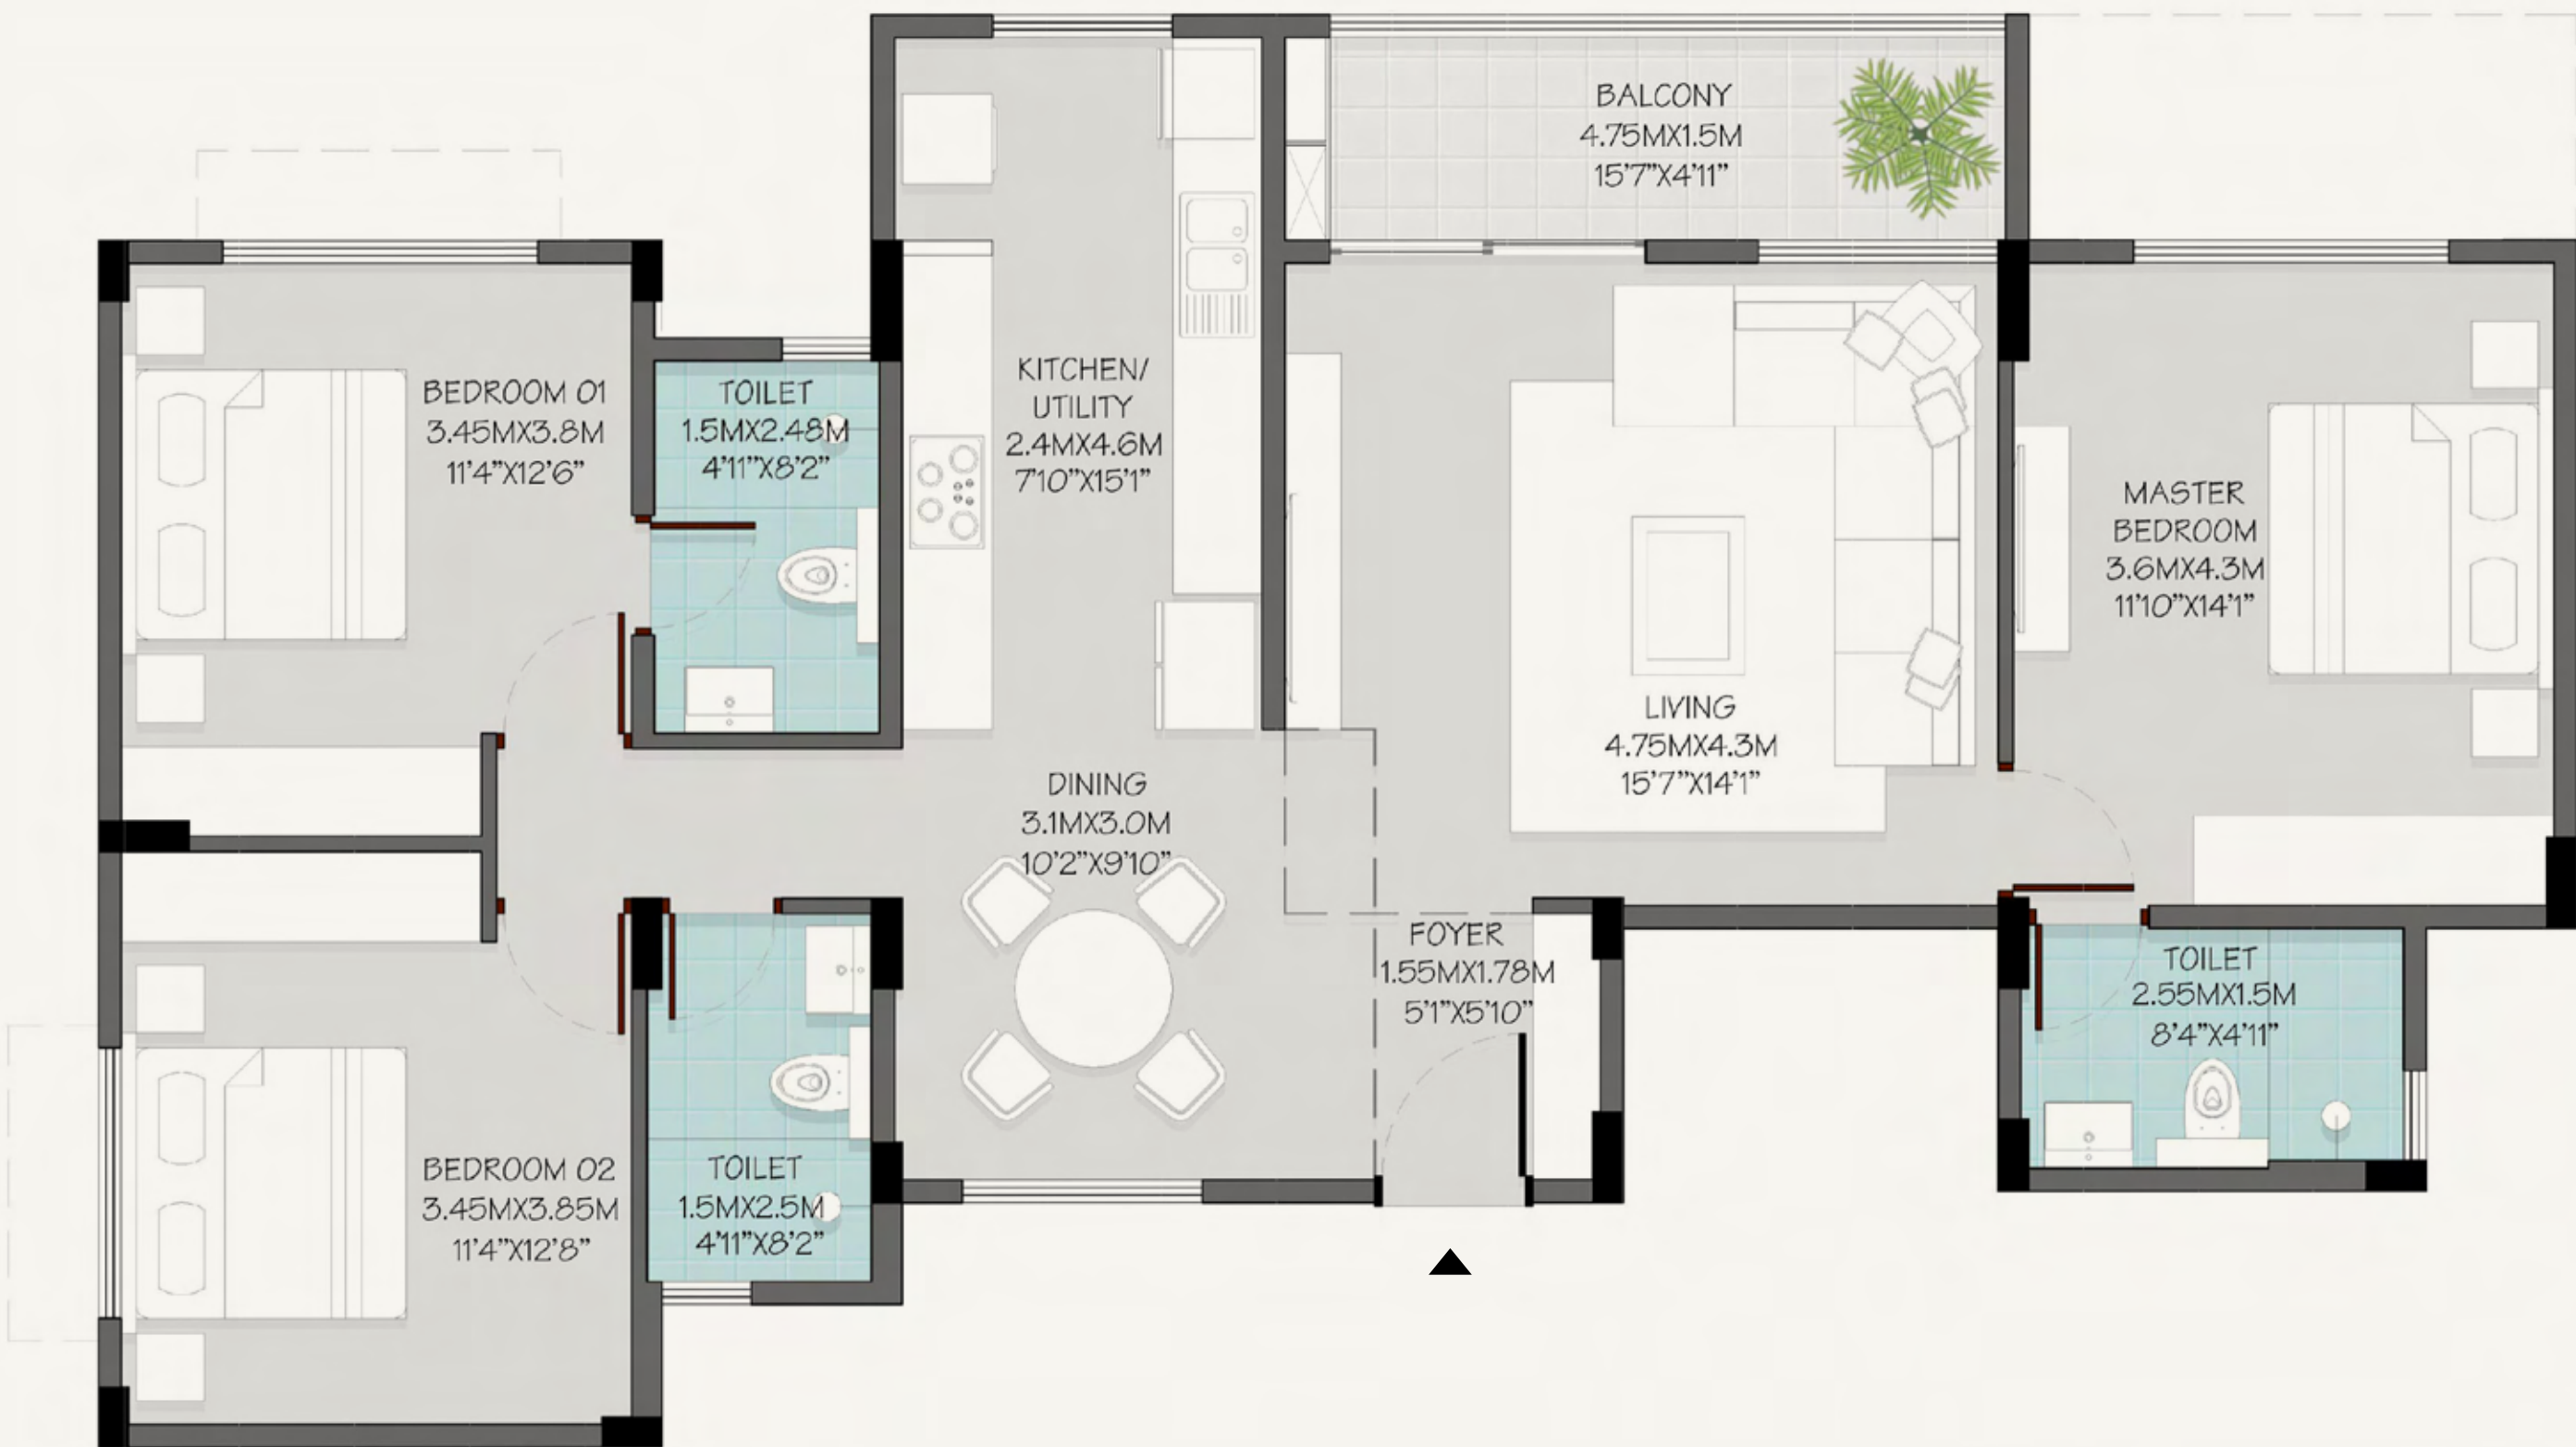 BALCONY
4.75MX1.5M
15'7"X4'11"
BEDROOM 01
3.45MX3.8M
11'4"X12'6"
TOILET
1.5MX2.48M
4'11"X8'2"
KITCHEN/
UTILITY
2.4MX4.6M
7'10"X15'1"
MASTER
BEDROOM
3.6MX4.3M
11'10"X14'1"
LIVING
4.75MX4.3M
15'7"X14'1"
DINING
3.1MX3.0M
10'2"X9'10"
FOYER
1.55MX1.78M
5'1"X5'10"
TOILET
2.55MX1.5M
8'4"X4'11"
BEDROOM 02
3.45MX3.85M
11'4"X12'8"
TOILET
1.5MX2.5M
4'11"X8'2"